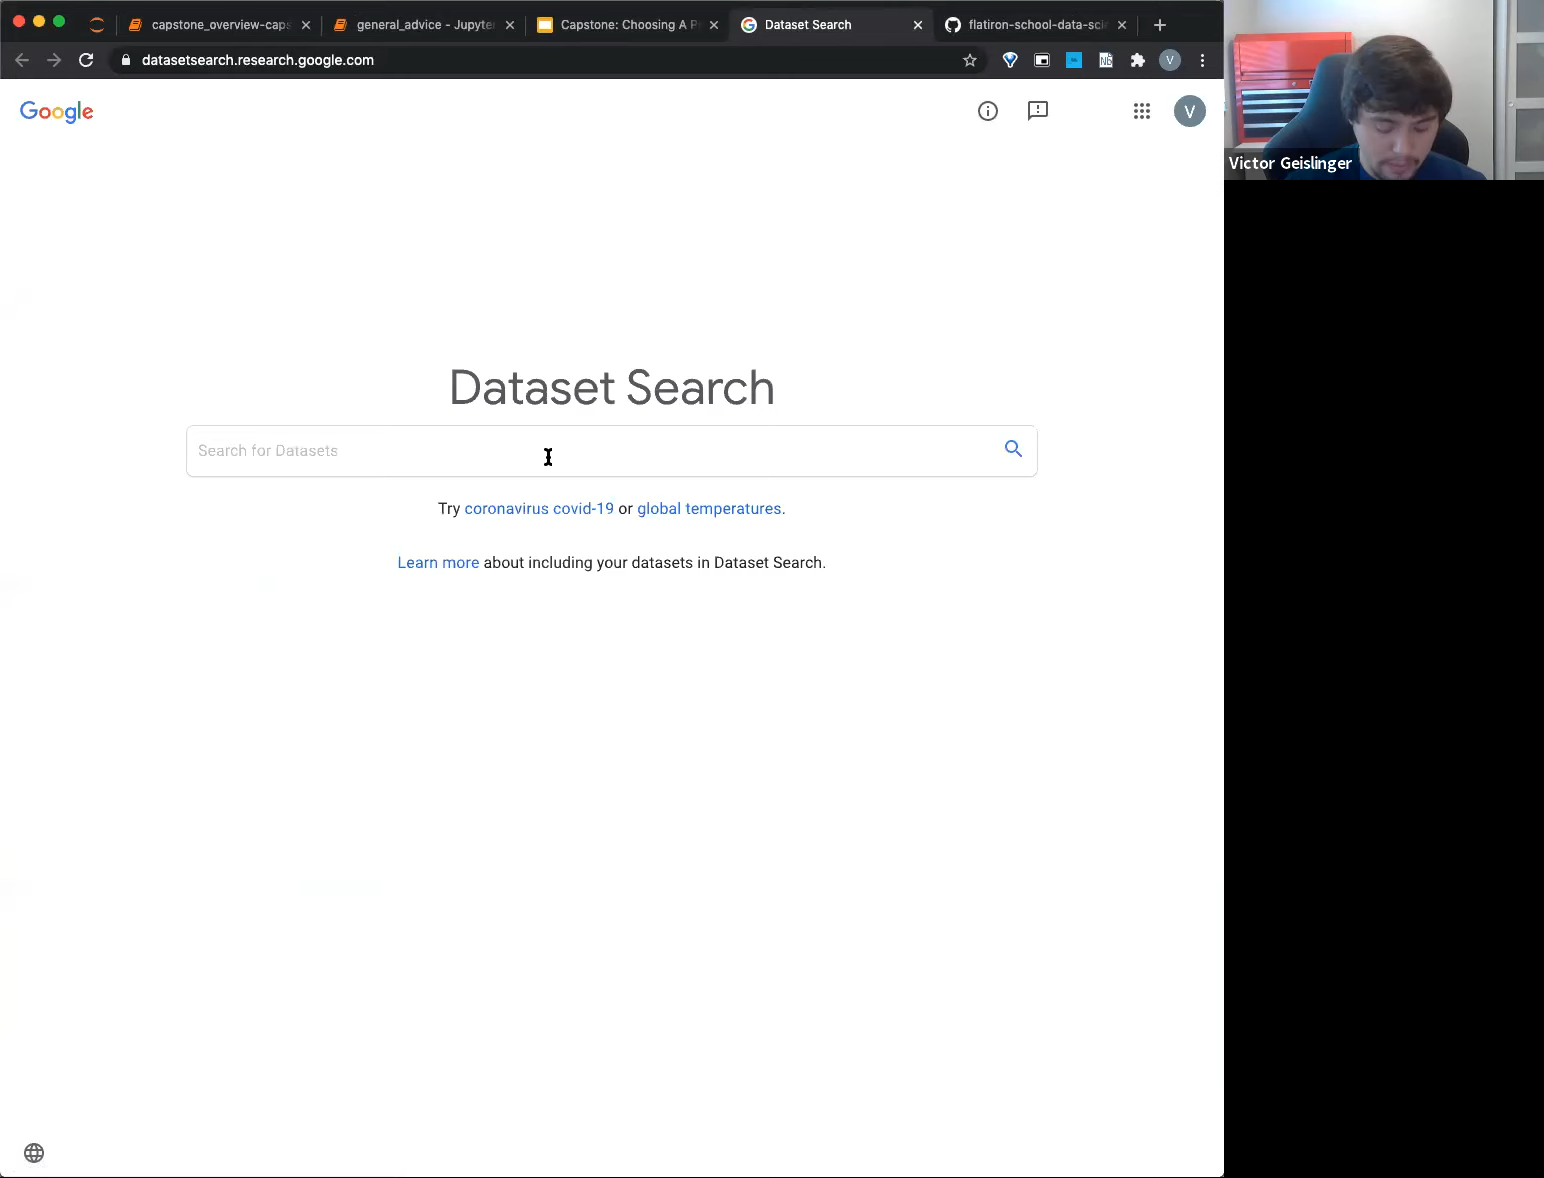 capstone_overview-caps
general_advice - Jupyter
Capstone: Choosing A P
Dataset Search
flatiron-school-data-sci
datasetsearch.research.google.com
V
Google
V
Victor Geislinger
Dataset Search
Search for Datasets
Try coronavirus covid-19 or global temperatures.
Learn more about including your datasets in Dataset Search.